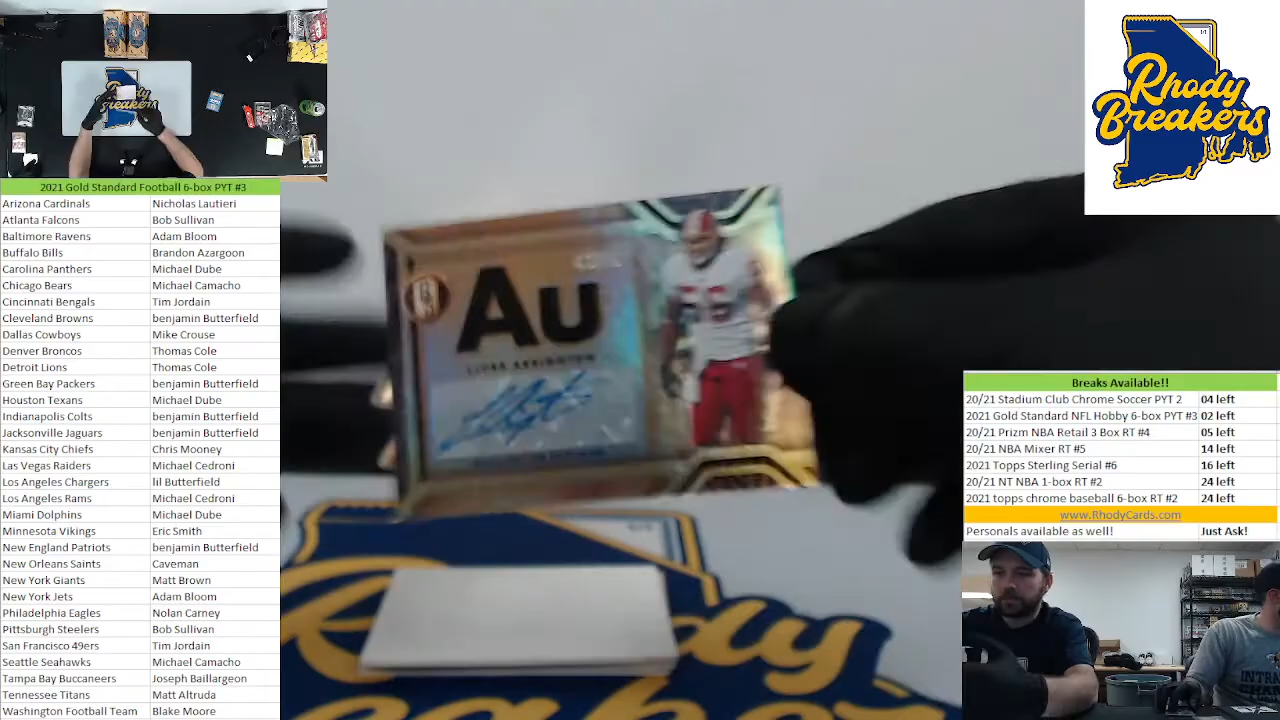 2021 Gold Standard Football 6-box PYT #3
Arizona Cardinals Nicholas Lautieri
Atlanta Falcons Bob Sullivan
Baltimore Ravens Adam Bloom
Buffalo Bills Brandon Azargoon
Carolina Panthers Michael Dube
Chicago Bears Michael Camacho
Cincinnati Bengals Tim Jordain
Cleveland Browns benjamin Butterfield
Dallas Cowboys Mike Crouse
Denver Broncos Thomas Cole
Detroit Lions Thomas Cole
Green Bay Packers benjamin Butterfield
Houston Texans Michael Dube
Indianapolis Colts benjamin Butterfield
Jacksonville Jaguars benjamin Butterfield
Kansas City Chiefs Chris Mooney
Las Vegas Raiders Michael Cedroni
Los Angeles Chargers lil Butterfield
Los Angeles Rams Michael Cedroni
Miami Dolphins Michael Dube
Minnesota Vikings Eric Smith
New England Patriots benjamin Butterfield
New Orleans Saints Caveman
New York Giants Matt Brown
New York Jets Adam Bloom
Philadelphia Eagles Nolan Carney
Pittsburgh Steelers Bob Sullivan
San Francisco 49ers Tim Jordain
Seattle Seahawks Michael Camacho
Tampa Bay Buccaneers Joseph Baillargeon
Tennessee Titans Matt Altruda
Washington Football Team Blake Moore
Au
Rhody
Breakers
Breaks Available!!
20/21 Stadium Club Chrome Soccer PYT 2 04 left
2021 Gold Standard NFL Hobby 6-box PYT #3 02 left
20/21 Prizm NBA Retail 3 Box RT #4 05 left
20/21 NBA Mixer RT #5 14 left
2021 Topps Sterling Serial #6 16 left
20/21 NT NBA 1-box RT #2 24 left
2021 topps chrome baseball 6-box RT #2 24 left
www.RhodyCards.com
Personals available as well! Just Ask!